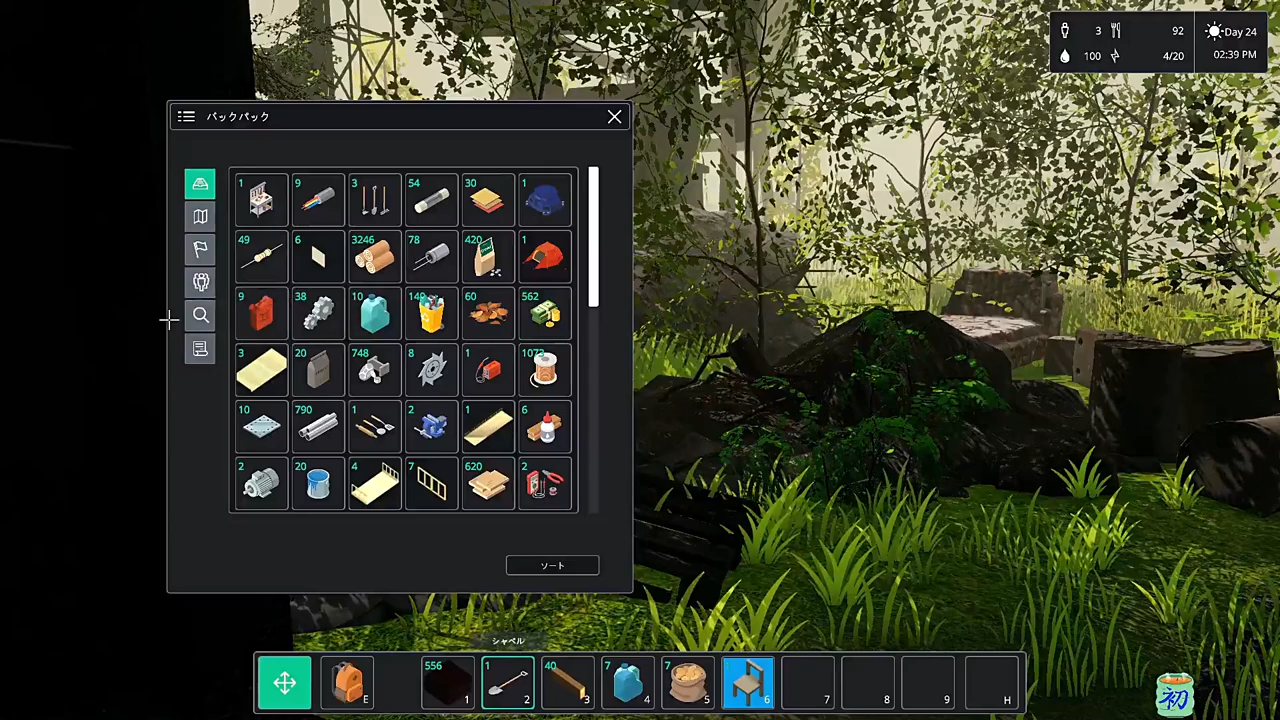 3 92 Day 24
100 4/20 02:39 PM
バックパック
1 9 3 54 30 1
49 6 3246 78 420 1
9 38 10 140 60 562
3 20 748 8 1 1073
10 790 1 2 1 6
2 20 4 7 620 2
ソート
シャベル
556 1 40 7 7
E 1 2 3 4 5 6 7 8 9 H
初